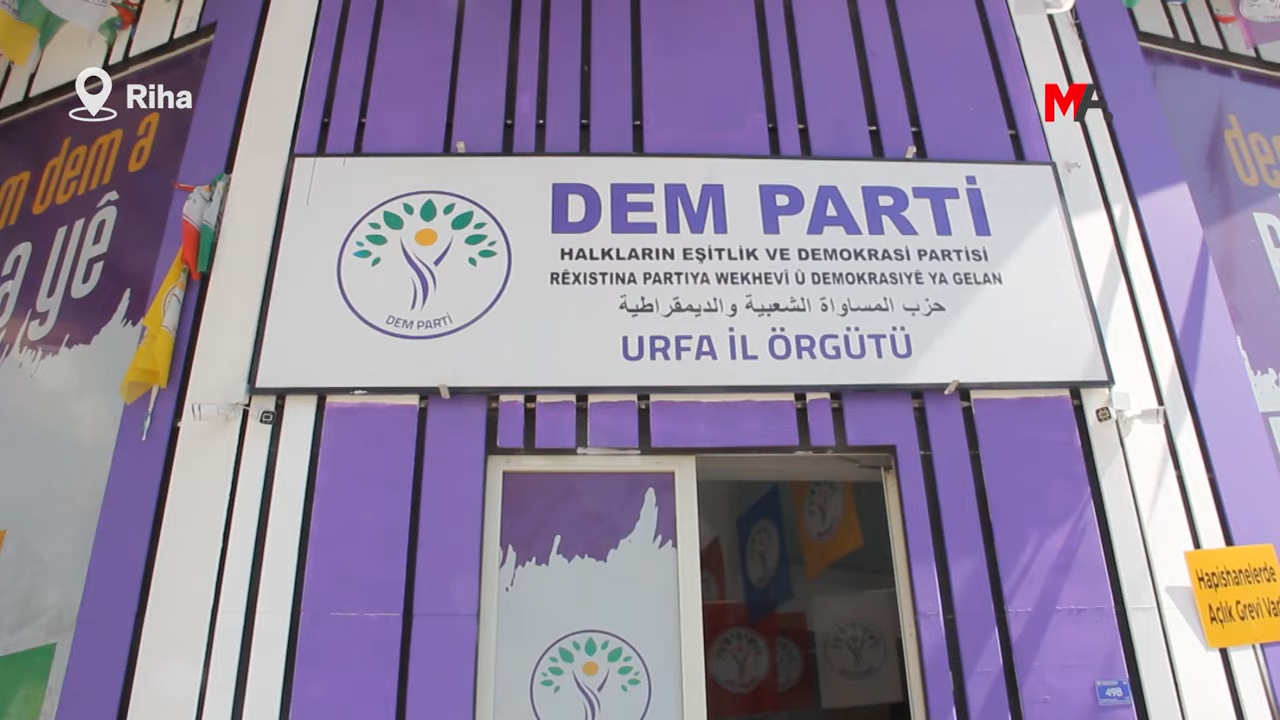 Riha
MA
m dem a
a yê
de
DEM PARTİ
HALKLARIN EŞİTLİK VE DEMOKRASİ PARTİSİ
RÊXISTINA PARTIYA WEKHEVÎ Û DEMOKRASIYÊ YA GELAN
حزب المساواة الشعبية والديمقراطية
URFA İL ÖRGÜTÜ
DEM PARTİ
Hapishanelerde
Açlık Grevi Var
49B